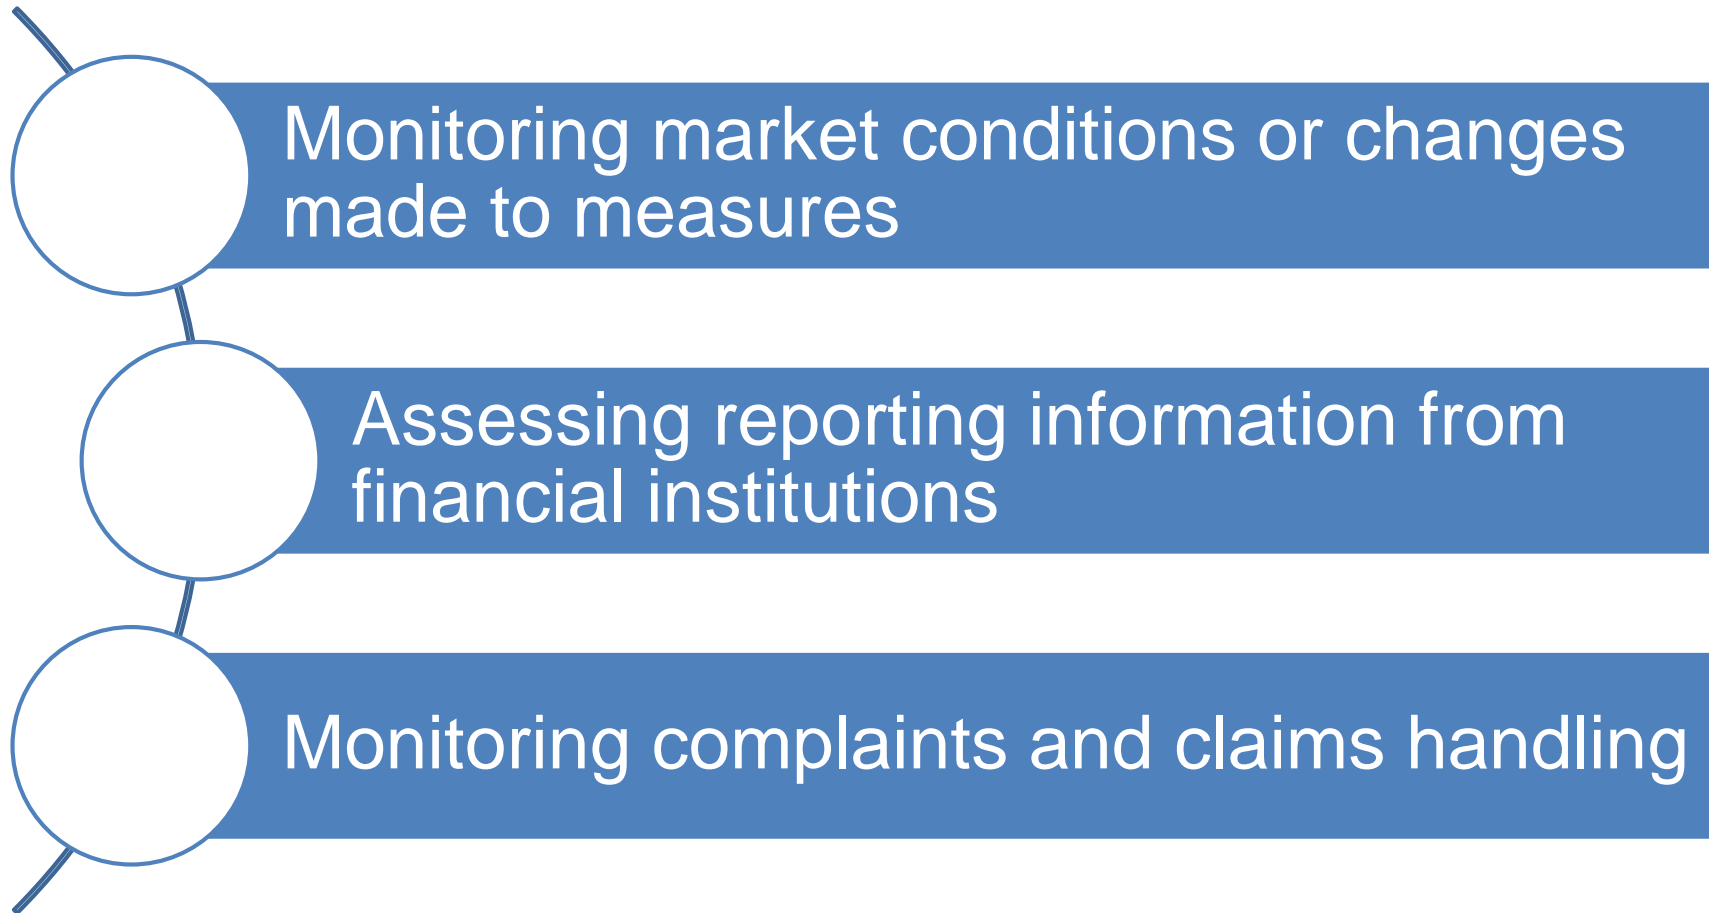 Monitoring market conditions or changes
made to measures
Assessing reporting information from
financial institutions
Monitoring complaints and claims handling